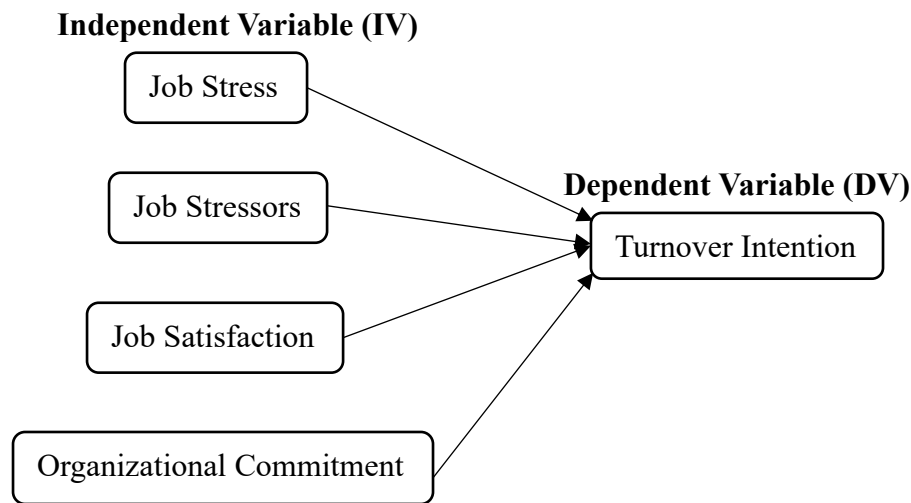 Independent Variable (IV)
Job Stress
Job Stressors
Dependent Variable (DV)
Turnover Intention
Job Satisfaction
Organizational Commitment